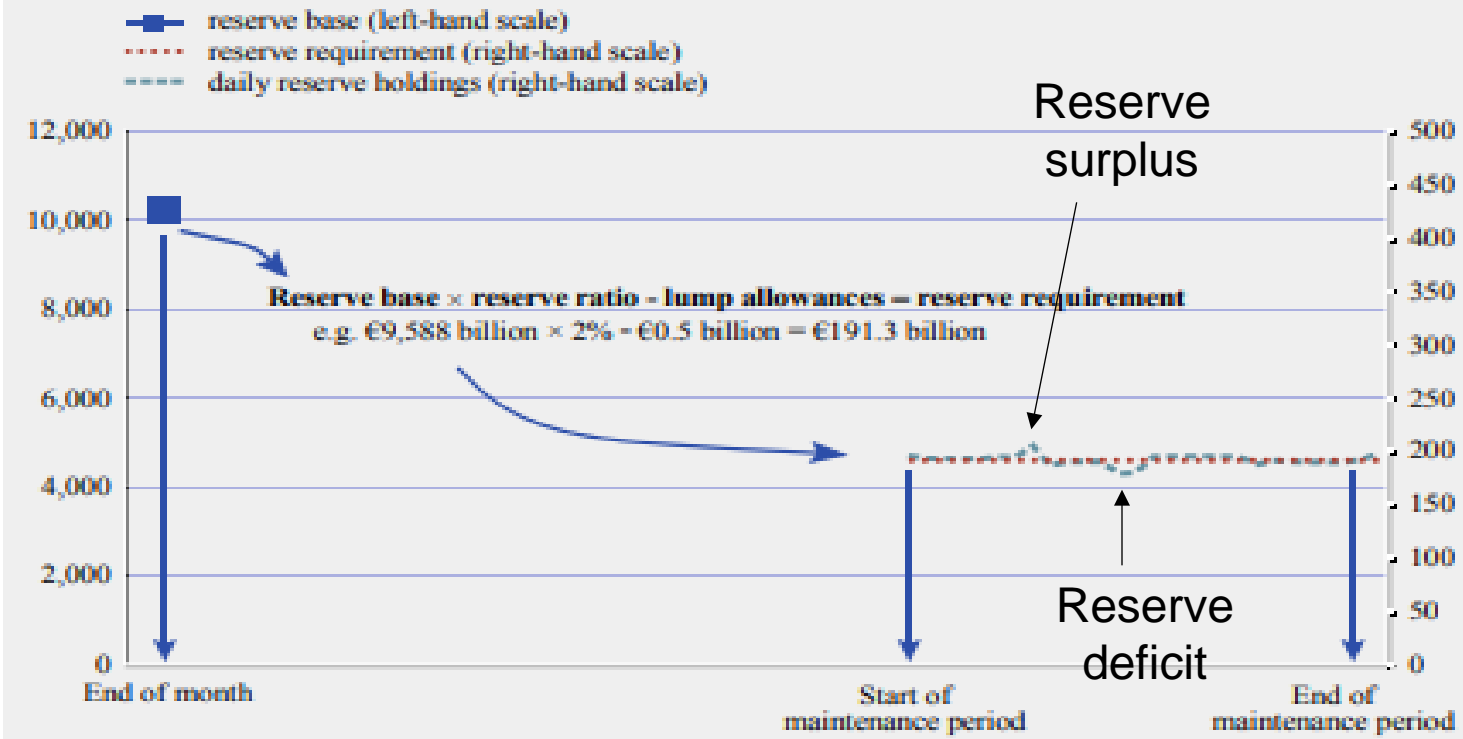 reserve base (left-hand scale)
reserve requirement (right-hand scale)
daily reserve holdings (right-hand scale)
Reserve
surplus
12,000
10,000
8,000
6,000
4,000
2,000
0
500
450
400
350
300
250
200
150
100
50
0
Reserve base × reserve ratio - lump allowances = reserve requirement
e.g. €9,588 billion × 2% - €0.5 billion = €191.3 billion
Reserve
deficit
End of month
Start of
maintenance period
End of
maintenance period